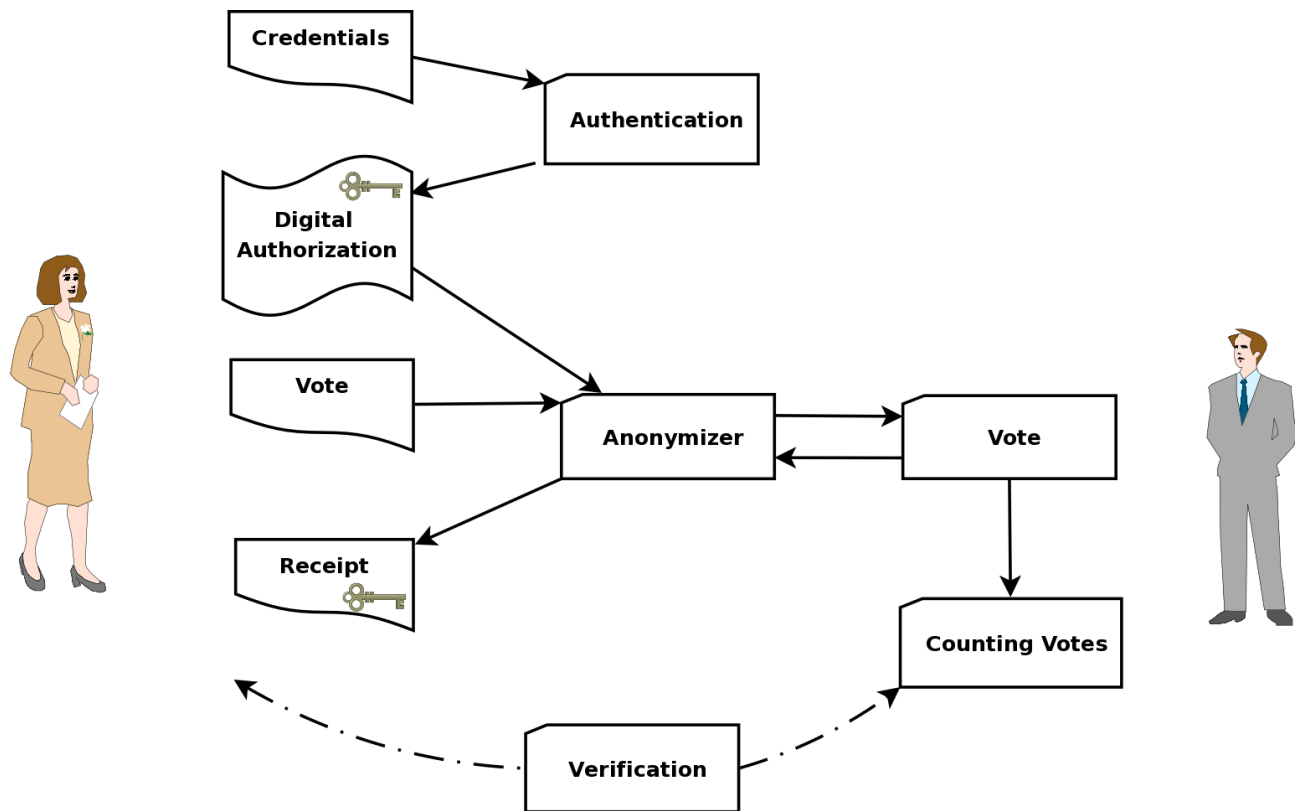 Credentials
Authentication
Digital
Authorization
Vote
Anonymizer
Vote
Receipt
Counting Votes
Verification